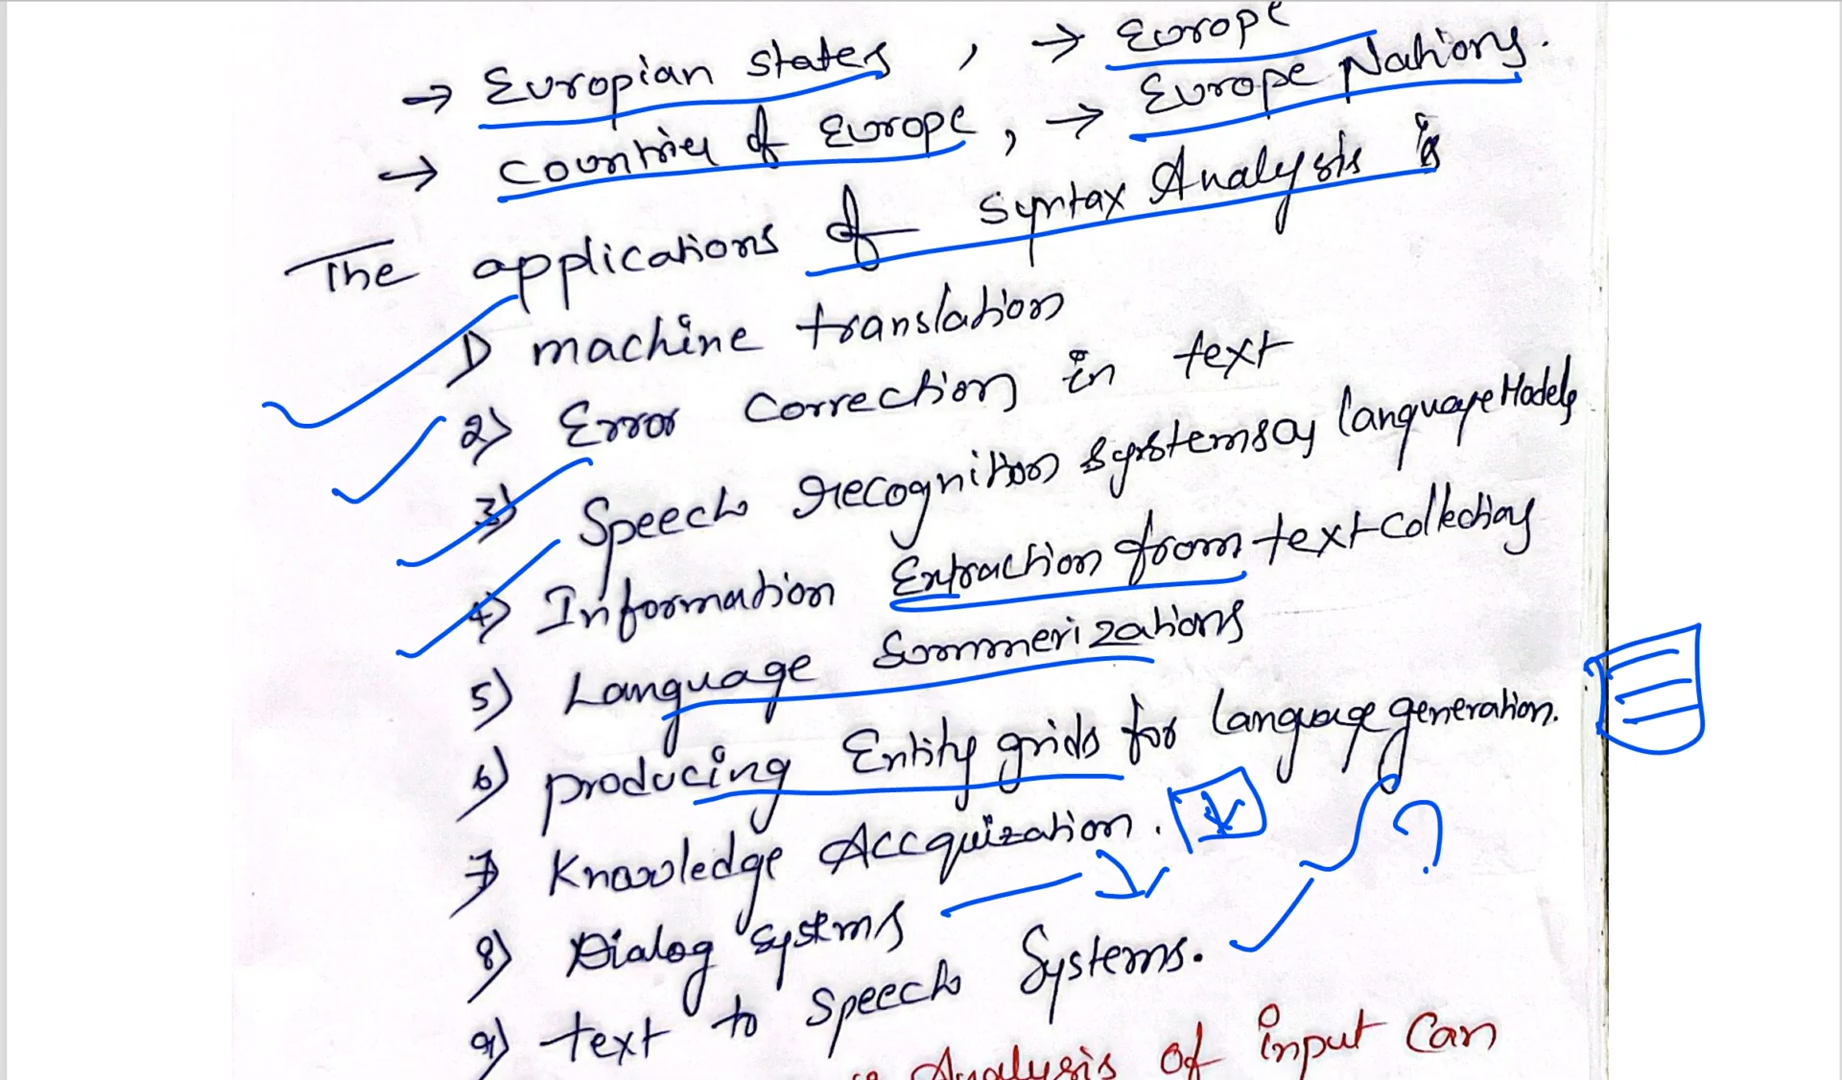 → Europian states , → Europe
→ Countries of Europe , → Europe Nations.
The applications of Syntax Analysis is
1) machine translation
2) Error Correction in text
3) Speech recognition systems as language Models
4) Information Extraction from text collections
5) Language Sommerizations
6) producing Entity grids for language generation.
7) Knowledge Accquization.
8) Dialog systems
9) text to speech Systems.
Analysis of input Can